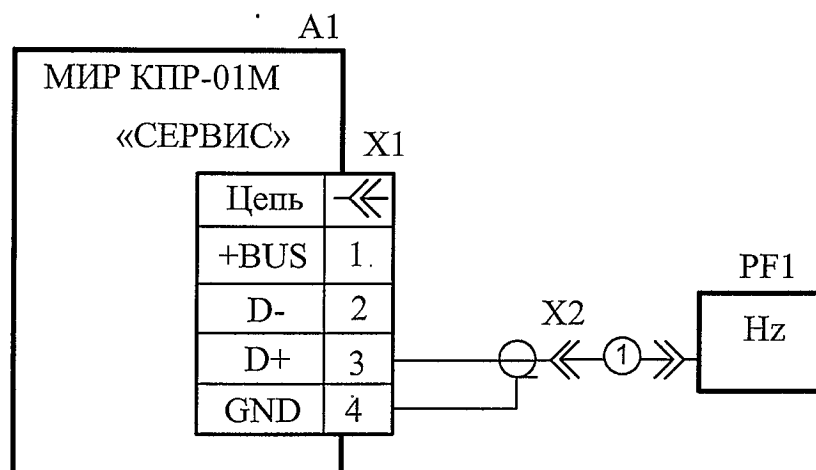 A1
МИР КПР-01М
«СЕРВИС»
X1
Цепь
+BUS 1
D- 2
D+ 3
GND 4
X2
1
PF1
Hz